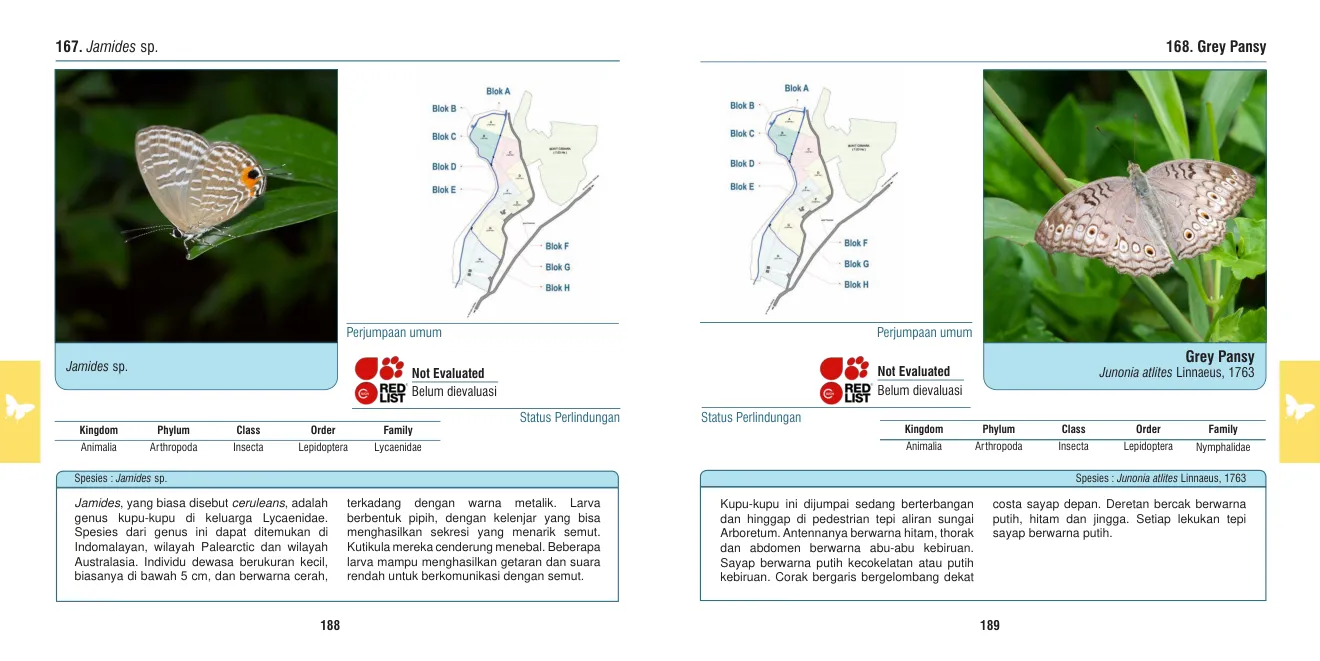 167. Jamides sp.
Blok A
Blok B
Blok C
Blok D
Blok E
Blok F
Blok G
Blok H
Perjumpaan umum
Jamides sp.
RED LIST
Not Evaluated
Belum dievaluasi
Status Perlindungan
Kingdom Phylum Class Order Family
Animalia Arthropoda Insecta Lepidoptera Lycaenidae
Spesies : Jamides sp.
Jamides, yang biasa disebut ceruleans, adalah
genus kupu-kupu di keluarga Lycaenidae.
Spesies dari genus ini dapat ditemukan di
Indomalayan, wilayah Palearctic dan wilayah
Australasia. Individu dewasa berukuran kecil,
biasanya di bawah 5 cm, dan berwarna cerah,
terkadang dengan warna metalik. Larva
berbentuk pipih, dengan kelenjar yang bisa
menghasilkan sekresi yang menarik semut.
Kutikula mereka cenderung menebal. Beberapa
larva mampu menghasilkan getaran dan suara
rendah untuk berkomunikasi dengan semut.
188
168. Grey Pansy
Blok A
Blok B
Blok C
Blok D
Blok E
Blok F
Blok G
Blok H
Perjumpaan umum
Grey Pansy
Junonia atlites Linnaeus, 1763
RED LIST
Not Evaluated
Belum dievaluasi
Status Perlindungan
Kingdom Phylum Class Order Family
Animalia Arthropoda Insecta Lepidoptera Nymphalidae
Spesies : Junonia atlites Linnaeus, 1763
Kupu-kupu ini dijumpai sedang berterbangan
dan hinggap di pedestrian tepi aliran sungai
Arboretum. Antennanya berwarna hitam, thorak
dan abdomen berwarna abu-abu kebiruan.
Sayap berwarna putih kecokelatan atau putih
kebiruan. Corak bergaris bergelombang dekat
costa sayap depan. Deretan bercak berwarna
putih, hitam dan jingga. Setiap lekukan tepi
sayap berwarna putih.
189